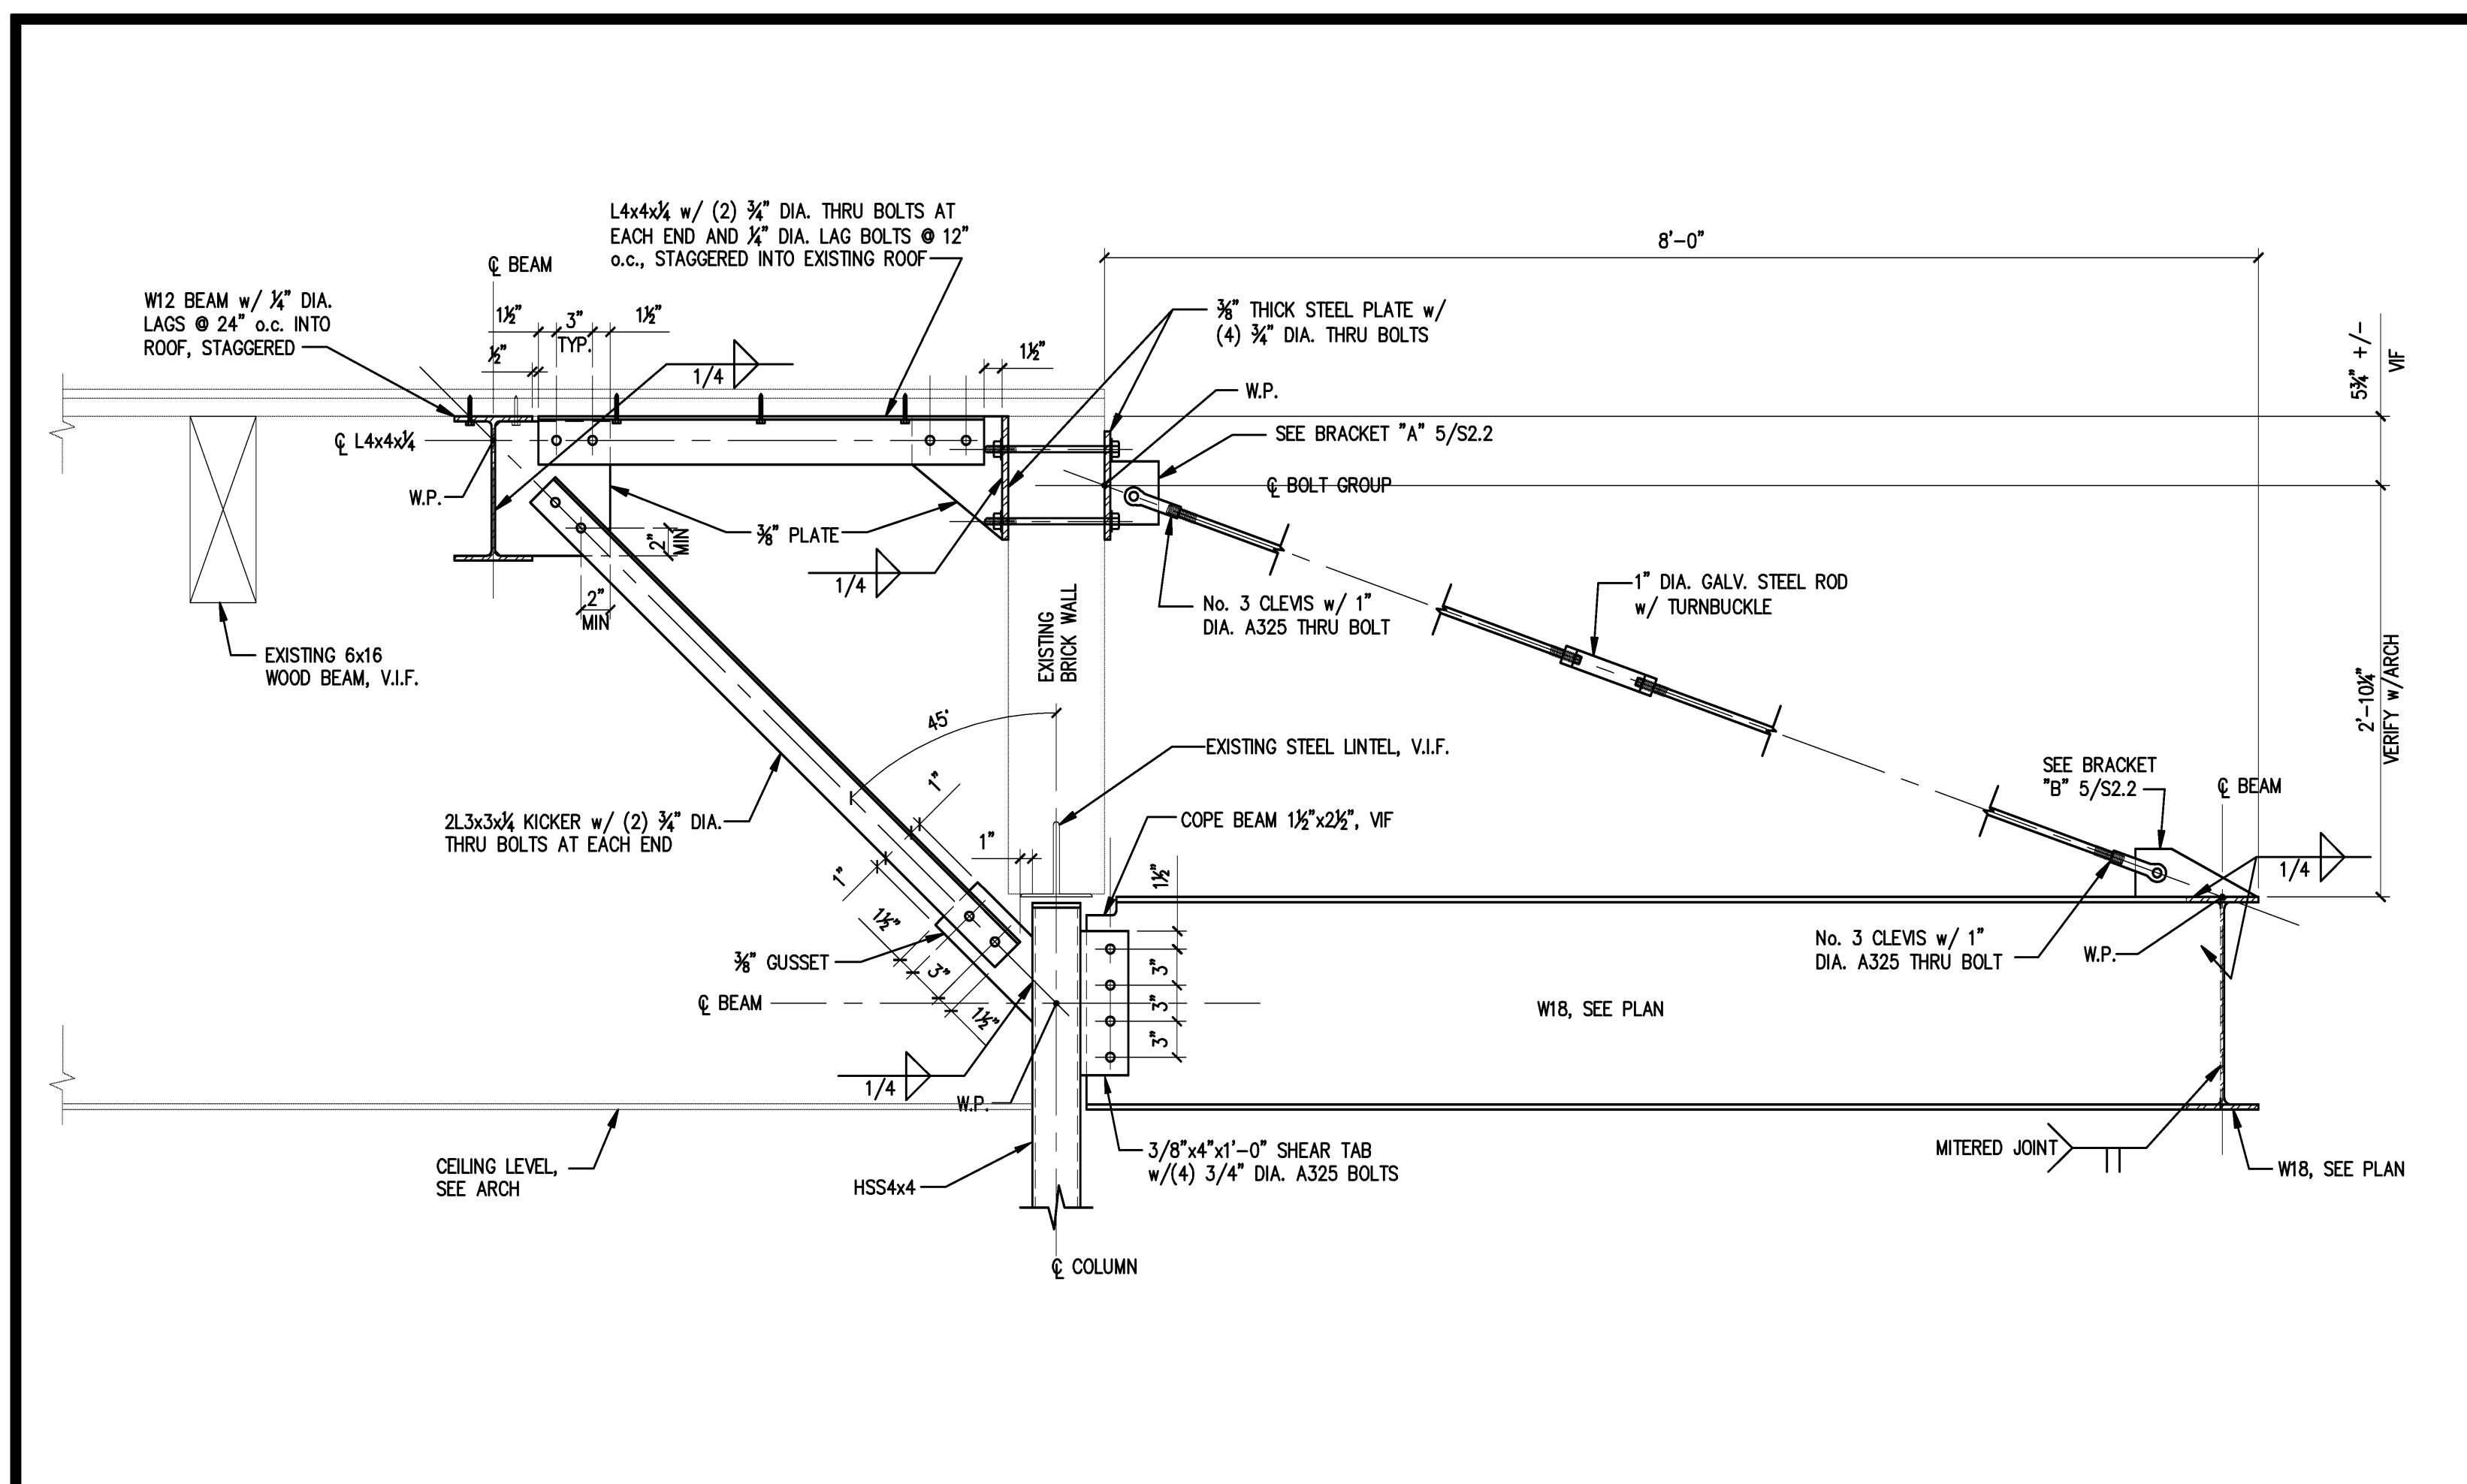 L4x4x¼ w/ (2) ¾" DIA. THRU BOLTS AT
EACH END AND ¼" DIA. LAG BOLTS @ 12"
o.c., STAGGERED INTO EXISTING ROOF
8'-0"
℄ BEAM
W12 BEAM w/ ¼" DIA.
LAGS @ 24" o.c. INTO
ROOF, STAGGERED
1½"
3"
TYP.
1½"
½"
1/4
1½"
⅜" THICK STEEL PLATE w/
(4) ¾" DIA. THRU BOLTS
5¾" +/-
VIF
W.P.
℄ L4x4x¼
SEE BRACKET "A" 5/S2.2
W.P.
℄ BOLT GROUP
⅜" PLATE
2"
MIN
2"
MIN
1/4
EXISTING
BRICK WALL
No. 3 CLEVIS w/ 1"
DIA. A325 THRU BOLT
1" DIA. GALV. STEEL ROD
w/ TURNBUCKLE
EXISTING 6x16
WOOD BEAM, V.I.F.
2'-10¼"
VERIFY w/ARCH
45°
EXISTING STEEL LINTEL, V.I.F.
SEE BRACKET
"B" 5/S2.2
℄ BEAM
1"
2L3x3x¼ KICKER w/ (2) ¾" DIA.
THRU BOLTS AT EACH END
1"
COPE BEAM 1½"x2½", VIF
1"
1½"
1/4
1½"
⅜" GUSSET
3"
1½"
3"
3"
3"
No. 3 CLEVIS w/ 1"
DIA. A325 THRU BOLT
W.P.
℄ BEAM
W18, SEE PLAN
1/4
W.P.
MITERED JOINT
W18, SEE PLAN
3/8"x4"x1'-0" SHEAR TAB
w/(4) 3/4" DIA. A325 BOLTS
CEILING LEVEL,
SEE ARCH
HSS4x4
℄ COLUMN